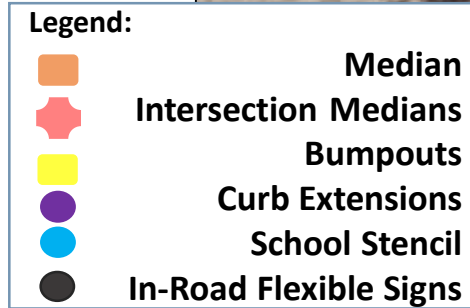 Legend:
Median
Intersection Medians
Bumpouts
Curb Extensions
School Stencil
In-Road Flexible Signs